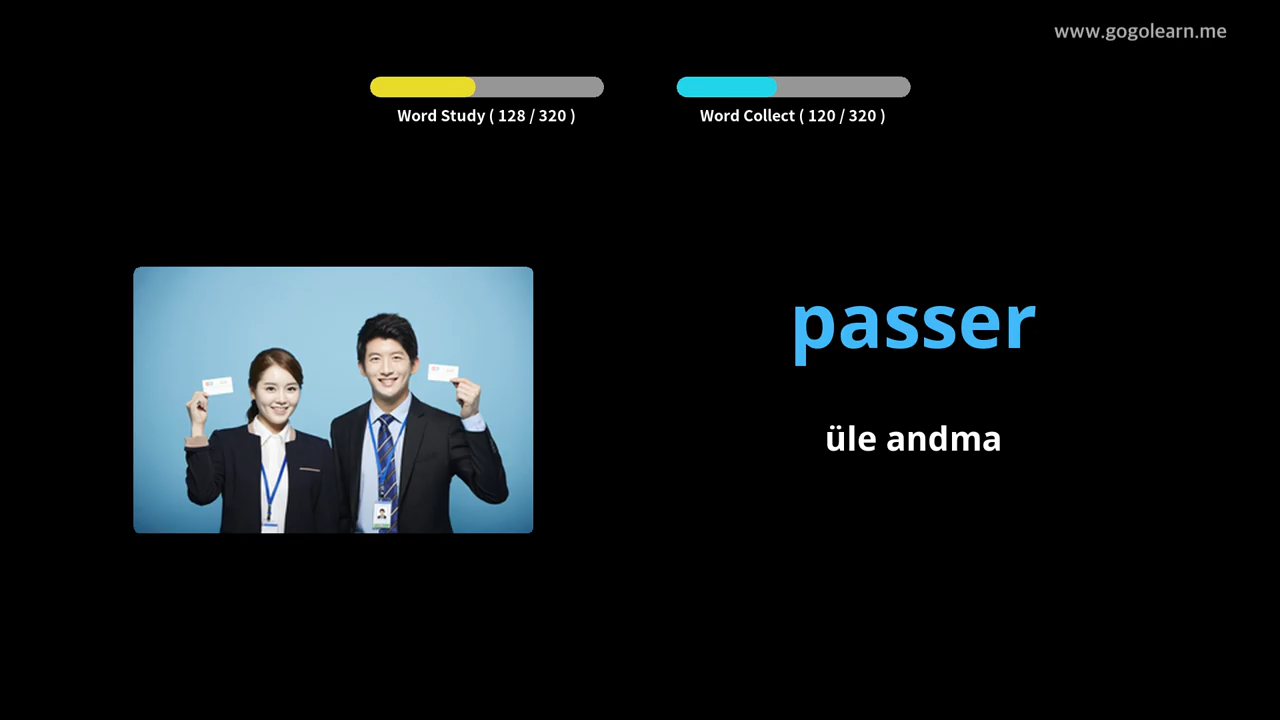 www.gogolearn.me
Word Study ( 128 / 320 )
Word Collect ( 120 / 320 )
passer
üle andma